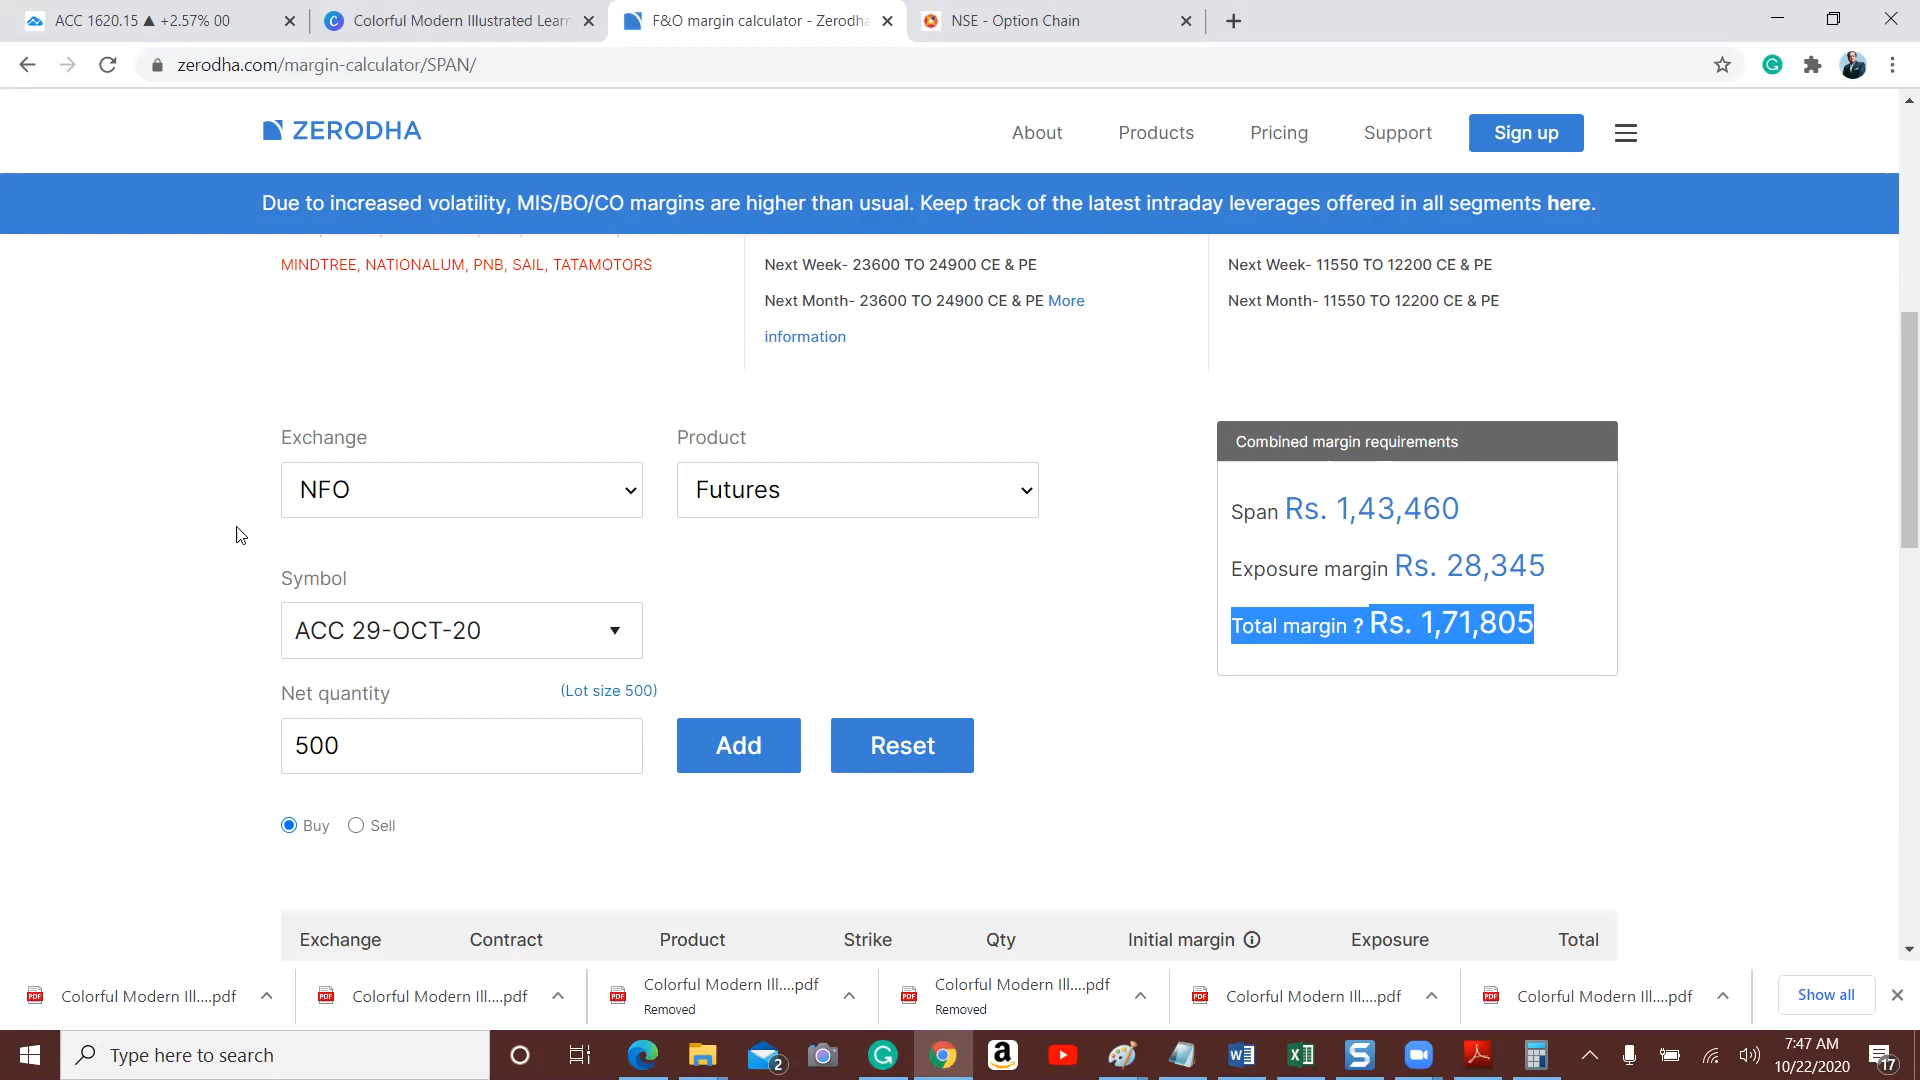 ACC 1620.15 ▲ +2.57% 00
Colorful Modern Illustrated Learn
F&O margin calculator - Zerodha
NSE - Option Chain
zerodha.com/margin-calculator/SPAN/
ZERODHA
About
Products
Pricing
Support
Sign up
Due to increased volatility, MIS/BO/CO margins are higher than usual. Keep track of the latest intraday leverages offered in all segments here.
MINDTREE, NATIONALUM, PNB, SAIL, TATAMOTORS
Next Week- 23600 TO 24900 CE & PE
Next Month- 23600 TO 24900 CE & PE More
information
Next Week- 11550 TO 12200 CE & PE
Next Month- 11550 TO 12200 CE & PE
Exchange
Product
NFO
Futures
Combined margin requirements
Span Rs. 1,43,460
Exposure margin Rs. 28,345
Total margin ? Rs. 1,71,805
Symbol
ACC 29-OCT-20
Net quantity
(Lot size 500)
500
Add
Reset
Buy
Sell
Exchange
Contract
Product
Strike
Qty
Initial margin
Exposure
Total
PDF
Colorful Modern Ill....pdf
PDF
Colorful Modern Ill....pdf
PDF
Colorful Modern Ill....pdf
Removed
PDF
Colorful Modern Ill....pdf
Removed
PDF
Colorful Modern Ill....pdf
PDF
Colorful Modern Ill....pdf
Show all
Type here to search
2
7:47 AM
10/22/2020
17